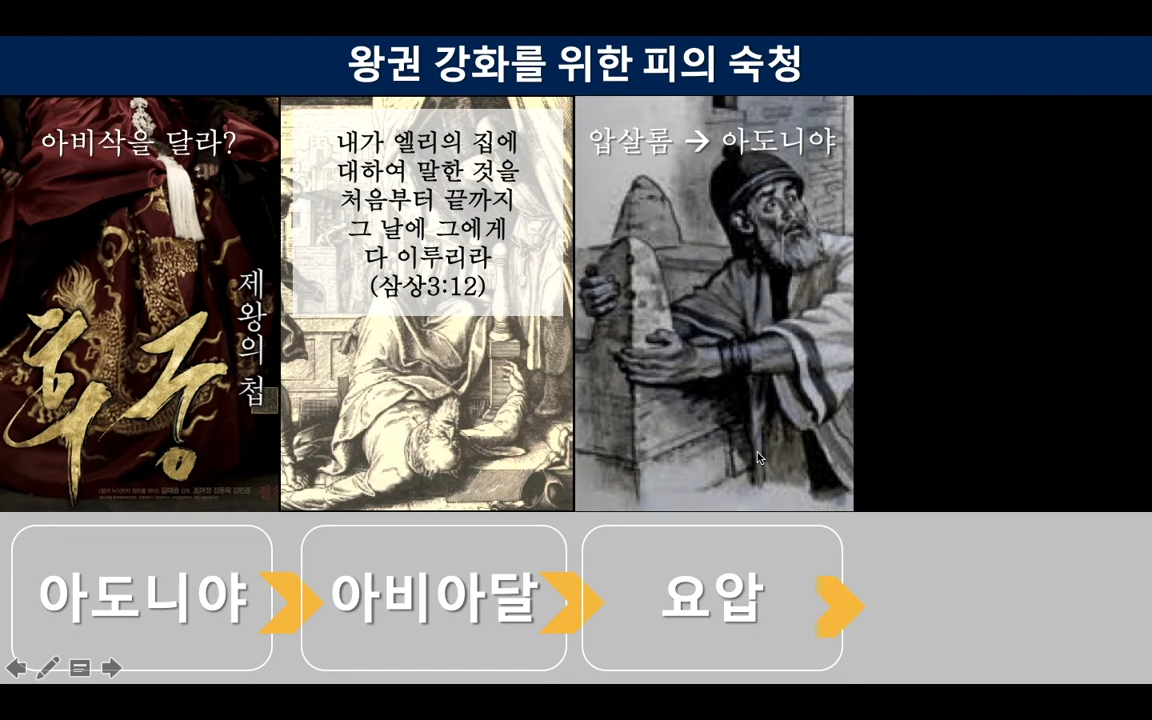 왕권 강화를 위한 피의 숙청
아비삭을 달라?
제왕의 첩
후궁
내가 엘리의 집에
대하여 말한 것을
처음부터 끝까지
그 날에 그에게
다 이루리라
(삼상3:12)
압살롬 → 아도니야
아도니야
아비아달
요압